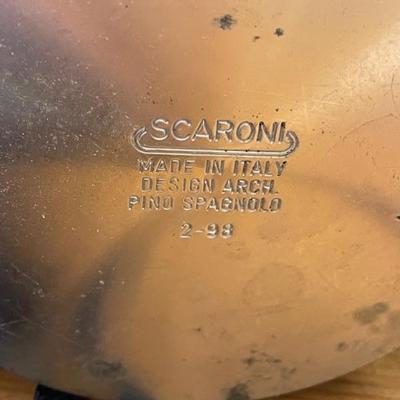 SCARONI
MADE IN ITALY
DESIGN ARCH.
PINO SPAGNOLO
2-98